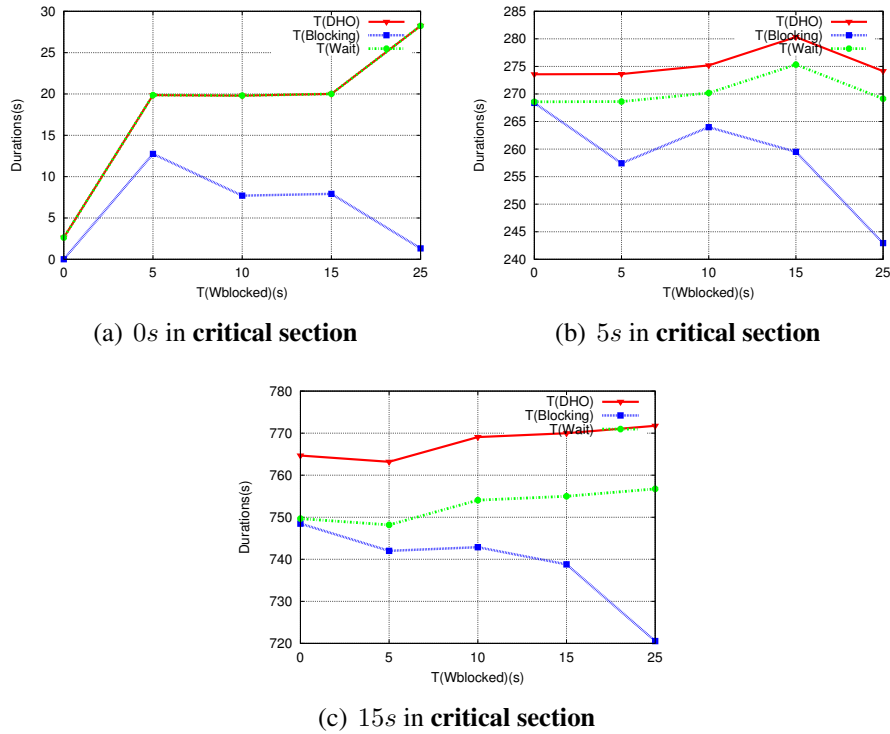 30
25
20
15
10
5
0
Durations(s)
T(DHO)
T(Blocking)
T(Wait)
0 5 10 15 25
T(Wblocked)(s)
(a) 0s in critical section
285
280
275
270
265
260
255
250
245
240
Durations(s)
T(DHO)
T(Blocking)
T(Wait)
0 5 10 15 25
T(Wblocked)(s)
(b) 5s in critical section
780
770
760
750
740
730
720
Durations(s)
T(DHO)
T(Blocking)
T(Wait)
0 5 10 15 25
T(Wblocked)(s)
(c) 15s in critical section